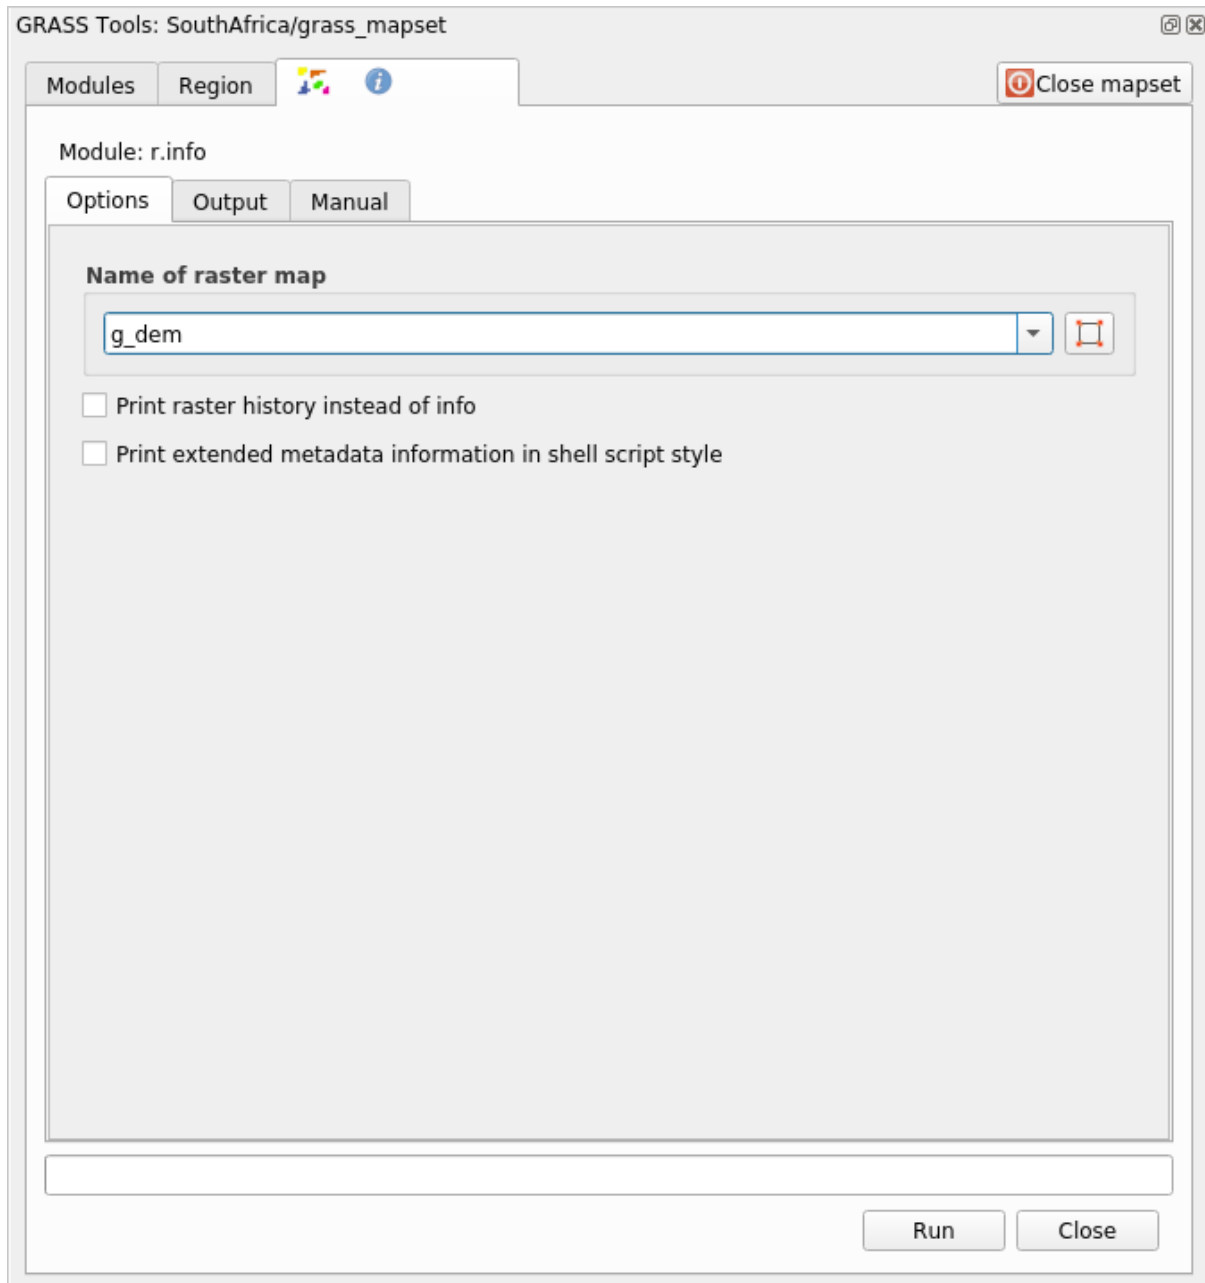 GRASS Tools: SouthAfrica/grass_mapset
Modules Region Close mapset
Module: r.info
Options Output Manual
Name of raster map
g_dem
Print raster history instead of info
Print extended metadata information in shell script style
Run Close